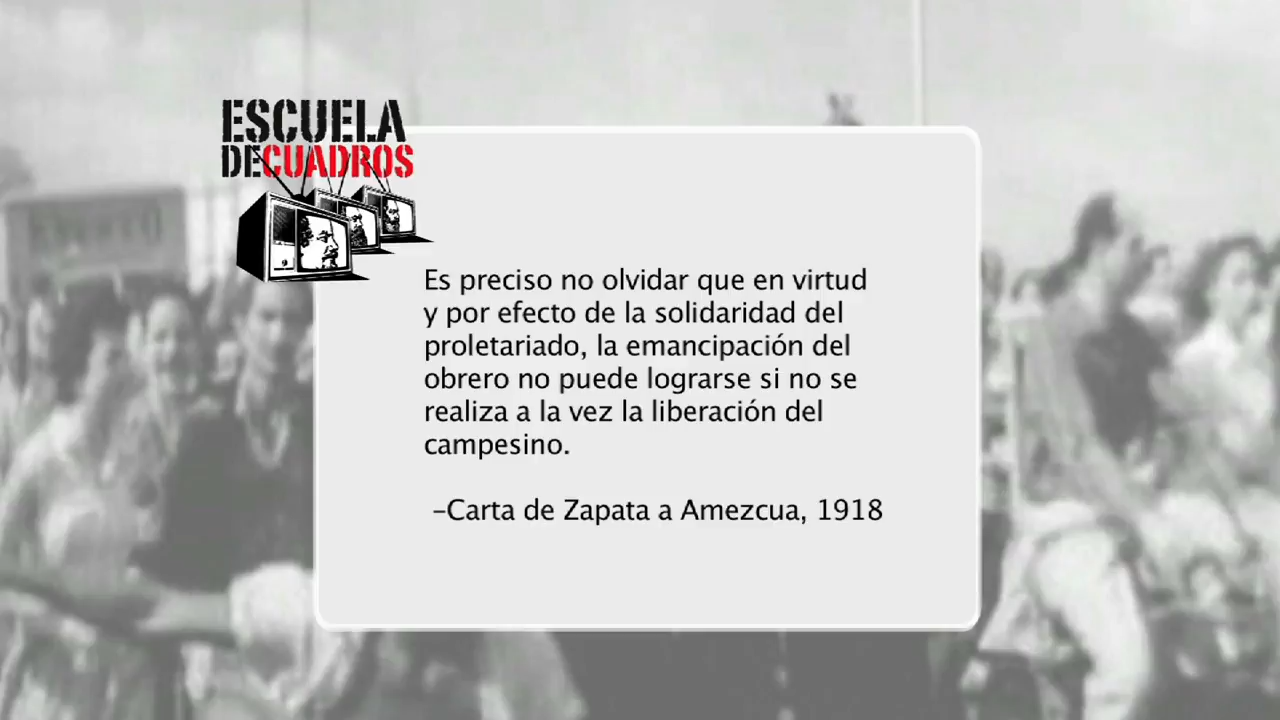 ESCUELA
DECUADROS
Es preciso no olvidar que en virtud
y por efecto de la solidaridad del
proletariado, la emancipación del
obrero no puede lograrse si no se
realiza a la vez la liberación del
campesino.
–Carta de Zapata a Amezcua, 1918